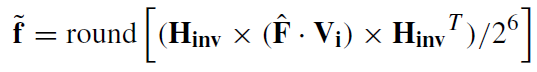 f̃ = round[(H_inv × (F̂ · V_i) × H_inv^T)/2^6]